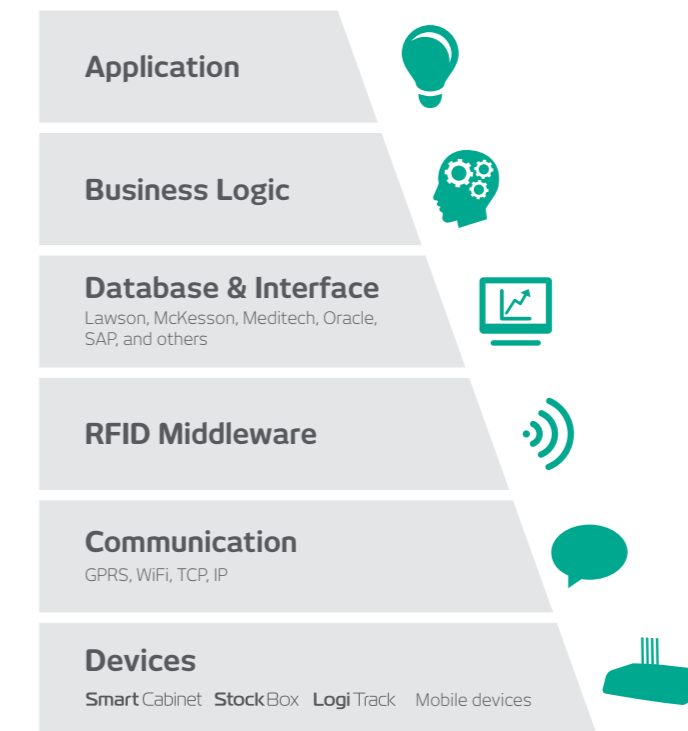 Application
Business Logic
Database & Interface
Lawson, McKesson, Meditech, Oracle,
SAP, and others
RFID Middleware
Communication
GPRS, WiFi, TCP, IP
Devices
SmartCabinet StockBox LogiTrack Mobile devices